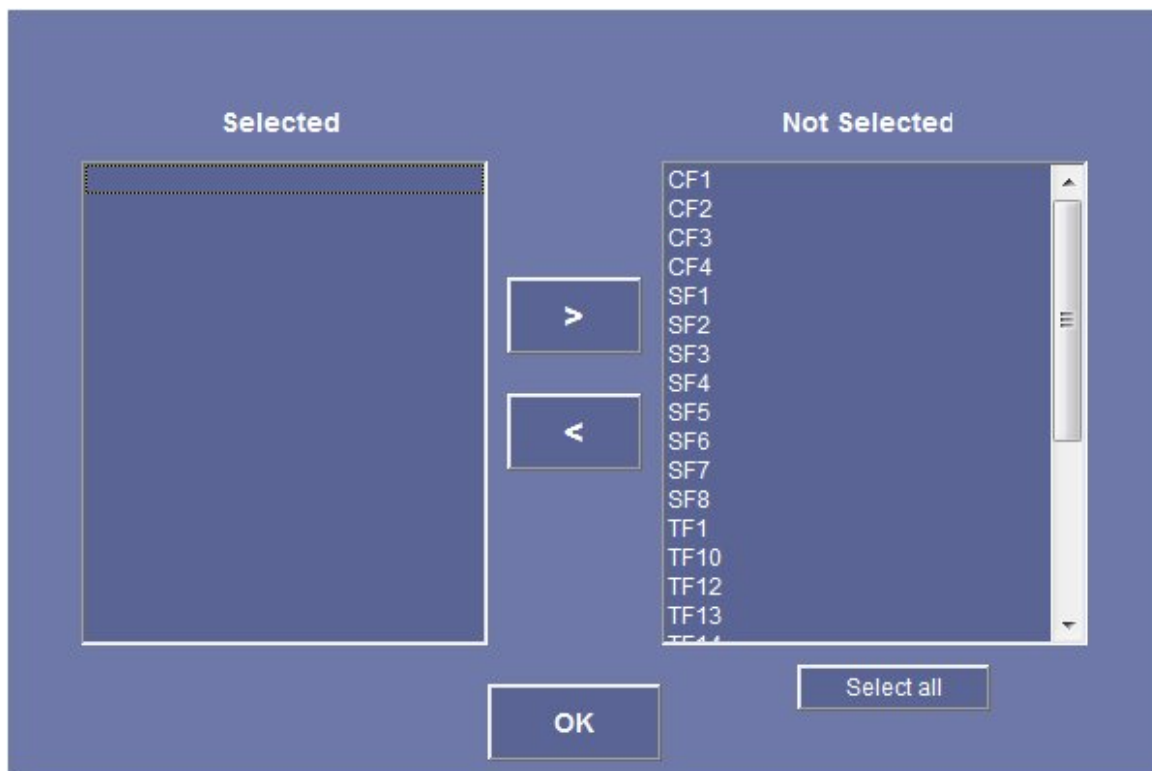 Selected
Not Selected
CF1
CF2
CF3
CF4
SF1
SF2
SF3
SF4
SF5
SF6
SF7
SF8
TF1
TF10
TF12
TF13
>
<
Select all
OK